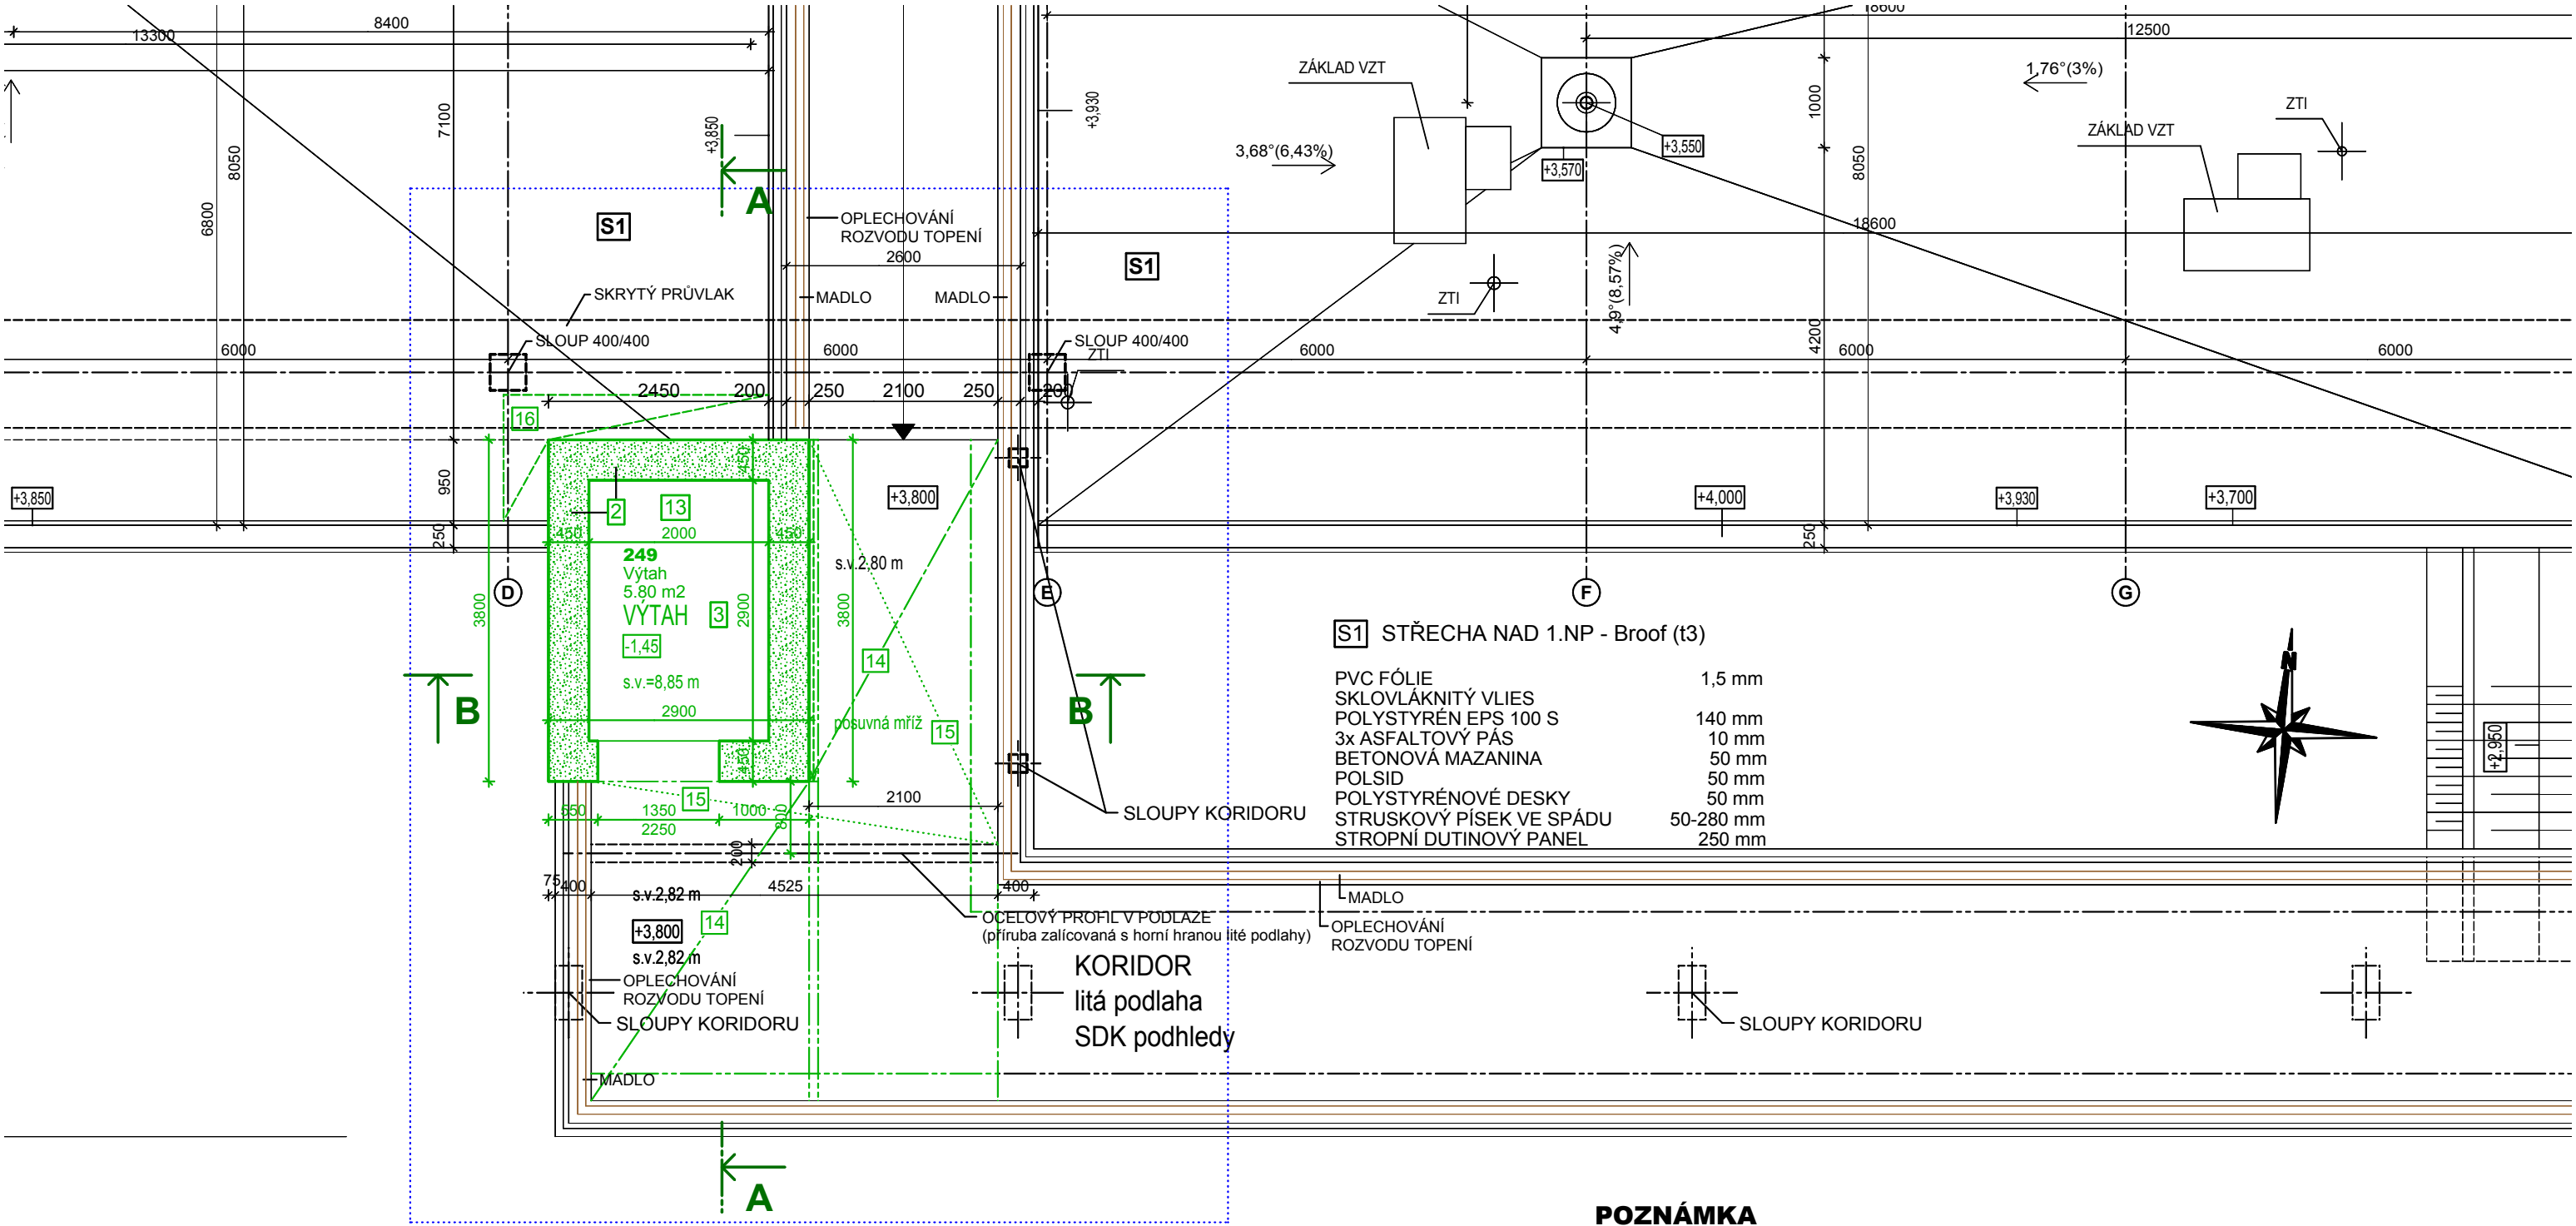 8400
13300
18600
12500
7100
8050
6800
+3,850
+3,930
ZÁKLAD VZT
1000
1,76°(3%)
ZTI
ZÁKLAD VZT
3,68°(6,43%)
+3,550
+3,570
8050
A
S1
OPLECHOVÁNÍ
ROZVODU TOPENÍ
2600
S1
18600
SKRYTÝ PRŮVLAK
MADLO
MADLO
ZTI
4,9°(8,57%)
SLOUP 400/400
SLOUP 400/400
ZTI
4200
6000
6000
6000
6000
6000
2450
200
250
2100
250
200
16
450
950
+3,850
250
2
13
+3,800
+4,000
+3,930
+3,700
250
450
2000
450
249
Výtah
5.80 m2
VÝTAH
3
-1,45
s.v.=8,85 m
2900
2900
3800
3800
s.v.2,80 m
D
E
F
G
14
posuvná mříž
15
B
B
450
S1 STŘECHA NAD 1.NP - Broof (t3)
PVC FÓLIE 1,5 mm
SKLOVLÁKNITÝ VLIES
POLYSTYRÉN EPS 100 S 140 mm
3x ASFALTOVÝ PÁS 10 mm
BETONOVÁ MAZANINA 50 mm
POLSID 50 mm
POLYSTYRÉNOVÉ DESKY 50 mm
STRUSKOVÝ PÍSEK VE SPÁDU 50-280 mm
STROPNÍ DUTINOVÝ PANEL 250 mm
N
+2,950
15
550
1350
1000
2250
800
2100
SLOUPY KORIDORU
200
75
400
4525
400
s.v.2,82 m
14
+3,800
s.v.2,82 m
OCELOVÝ PROFIL V PODLAZE
(příruba zalícovaná s horní hranou lité podlahy)
MADLO
OPLECHOVÁNÍ
ROZVODU TOPENÍ
OPLECHOVÁNÍ
ROZVODU TOPENÍ
SLOUPY KORIDORU
KORIDOR
litá podlaha
SDK podhledy
SLOUPY KORIDORU
MADLO
A
POZNÁMKA